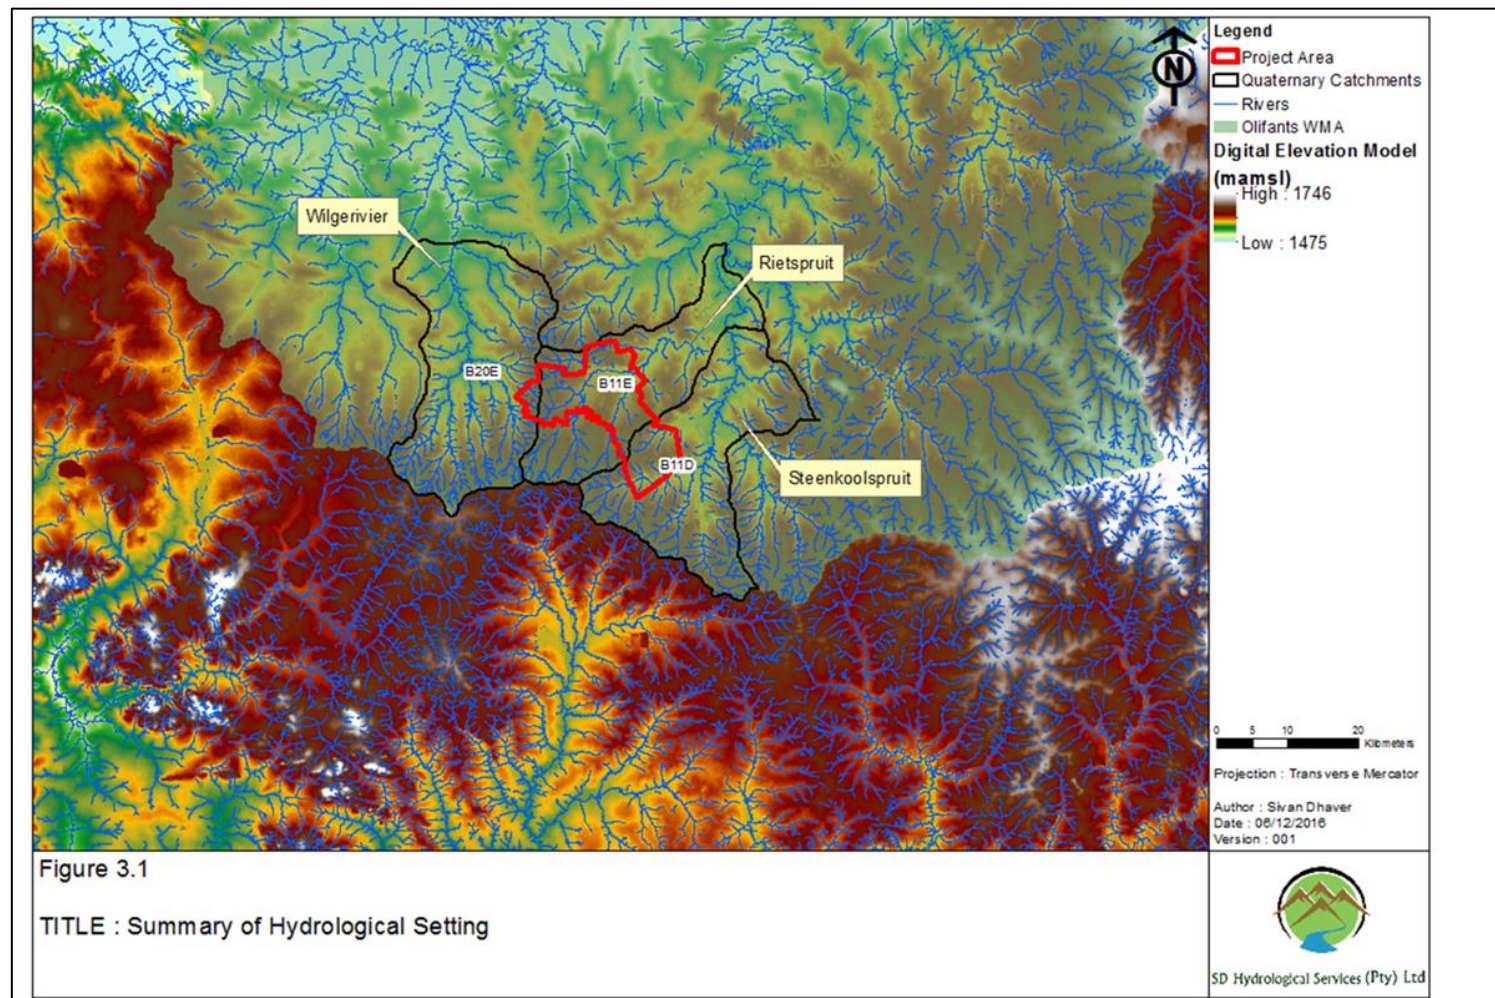 Legend
Project Area
Quaternary Catchments
Rivers
Olifants WMA
Digital Elevation Model
(mamsl)
High : 1746
Low : 1475
N
Wilgerivier
Rietspruit
B20E
B11E
B11D
Steenkoolspruit
0 5 10 20
Kilometers
Projection : Transverse Mercator
Author : Sivan Dhaver
Date : 06/12/2016
Version : 001
Figure 3.1
TITLE : Summary of Hydrological Setting
SD Hydrological Services (Pty) Ltd